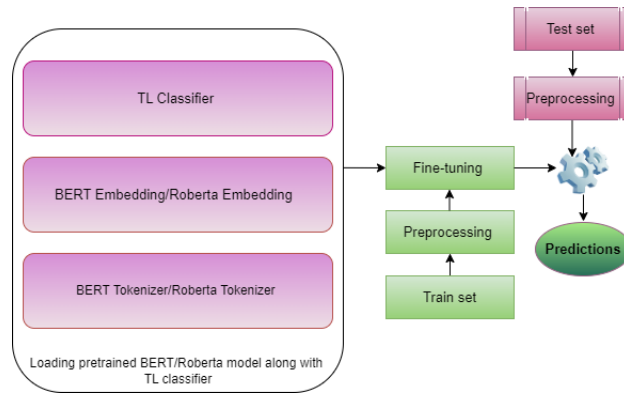 TL Classifier
BERT Embedding/Roberta Embedding
BERT Tokenizer/Roberta Tokenizer
Loading pretrained BERT/Roberta model along with
TL classifier
Fine-tuning
Preprocessing
Train set
Test set
Preprocessing
Predictions